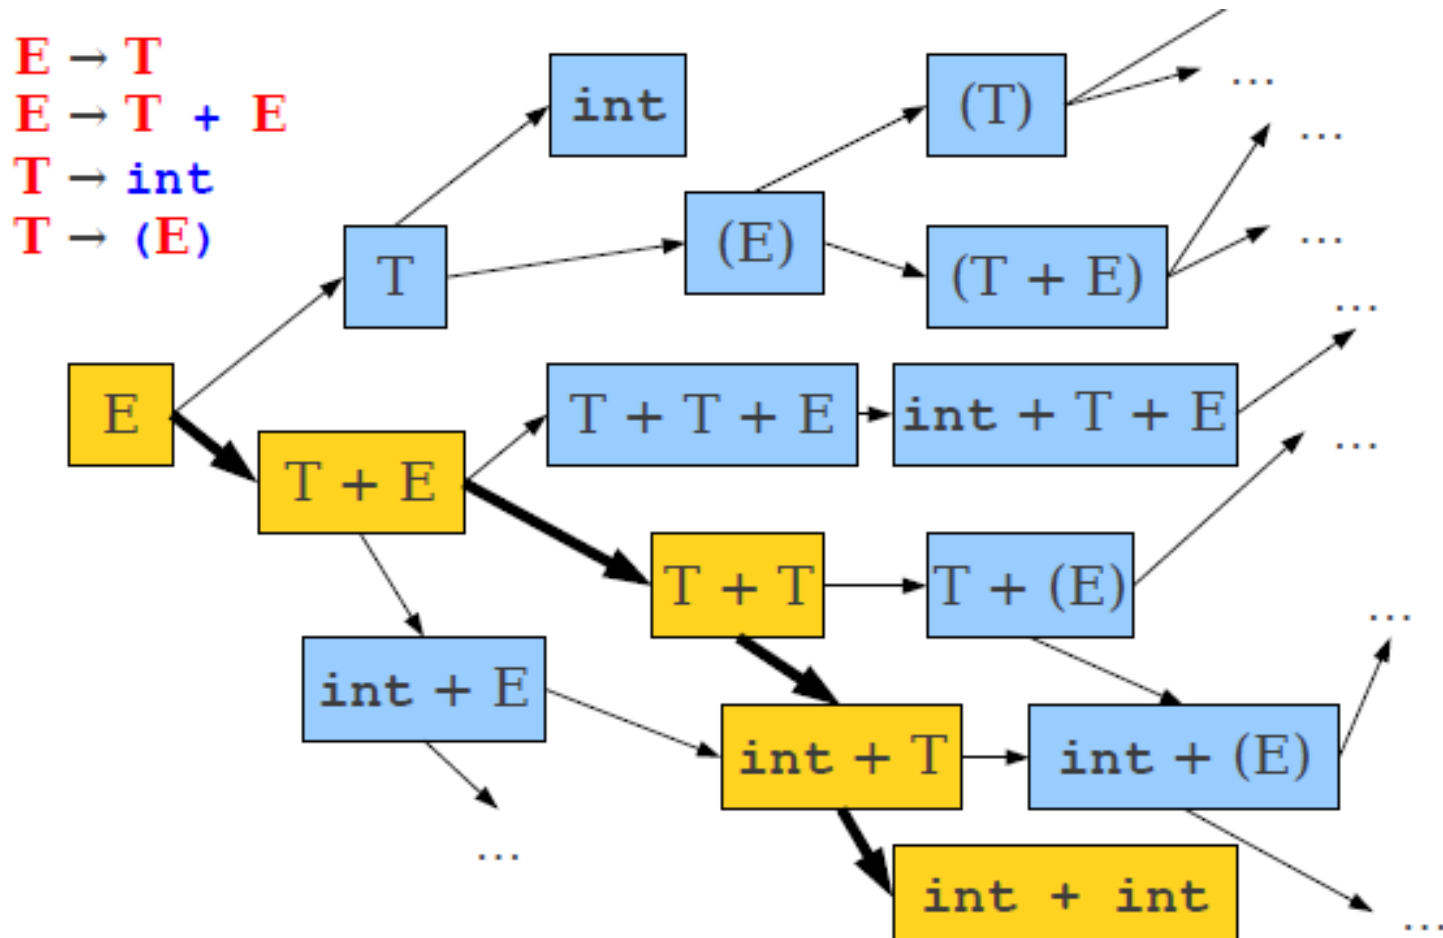 E → T
E → T + E
T → int
T → (E)
int
(T)
...
...
T
(E)
(T + E)
...
...
E
T + E
T + T + E
int + T + E
...
T + T
T + (E)
...
int + E
int + T
int + (E)
...
int + int
...